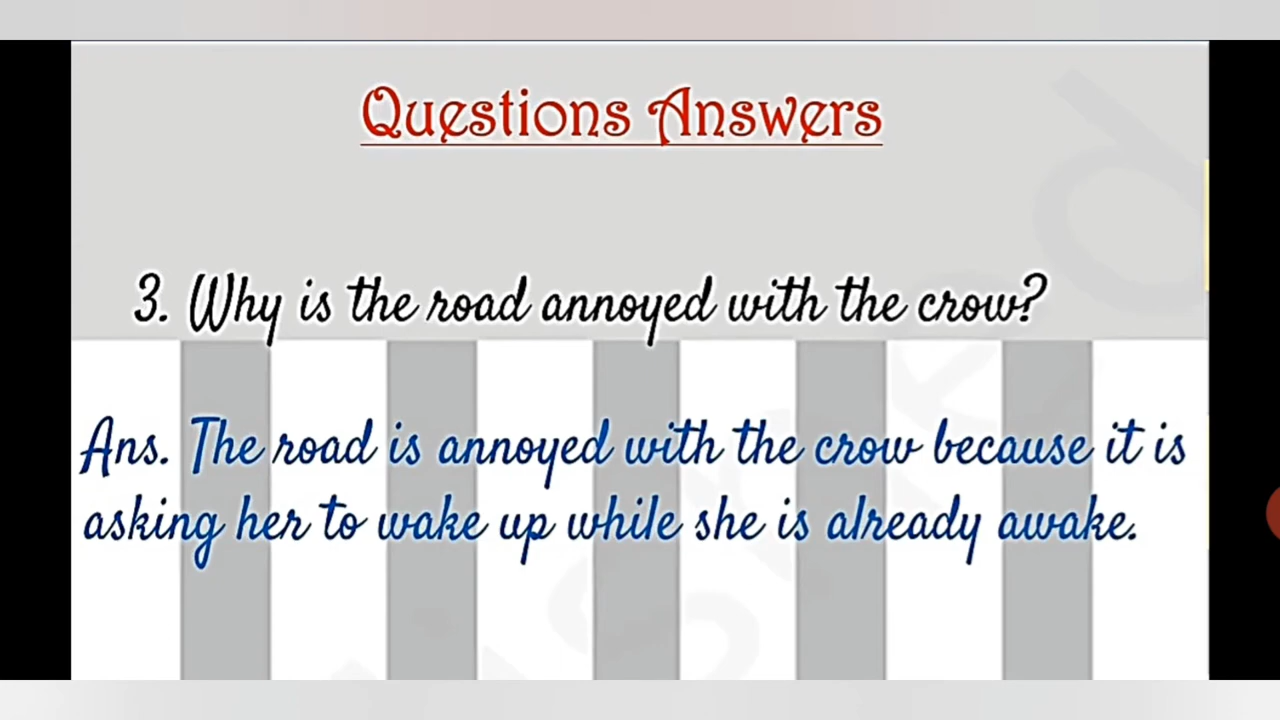 Questions Answers
3. Why is the road annoyed with the crow?
Ans. The road is annoyed with the crow because it is
asking her to wake up while she is already awake.